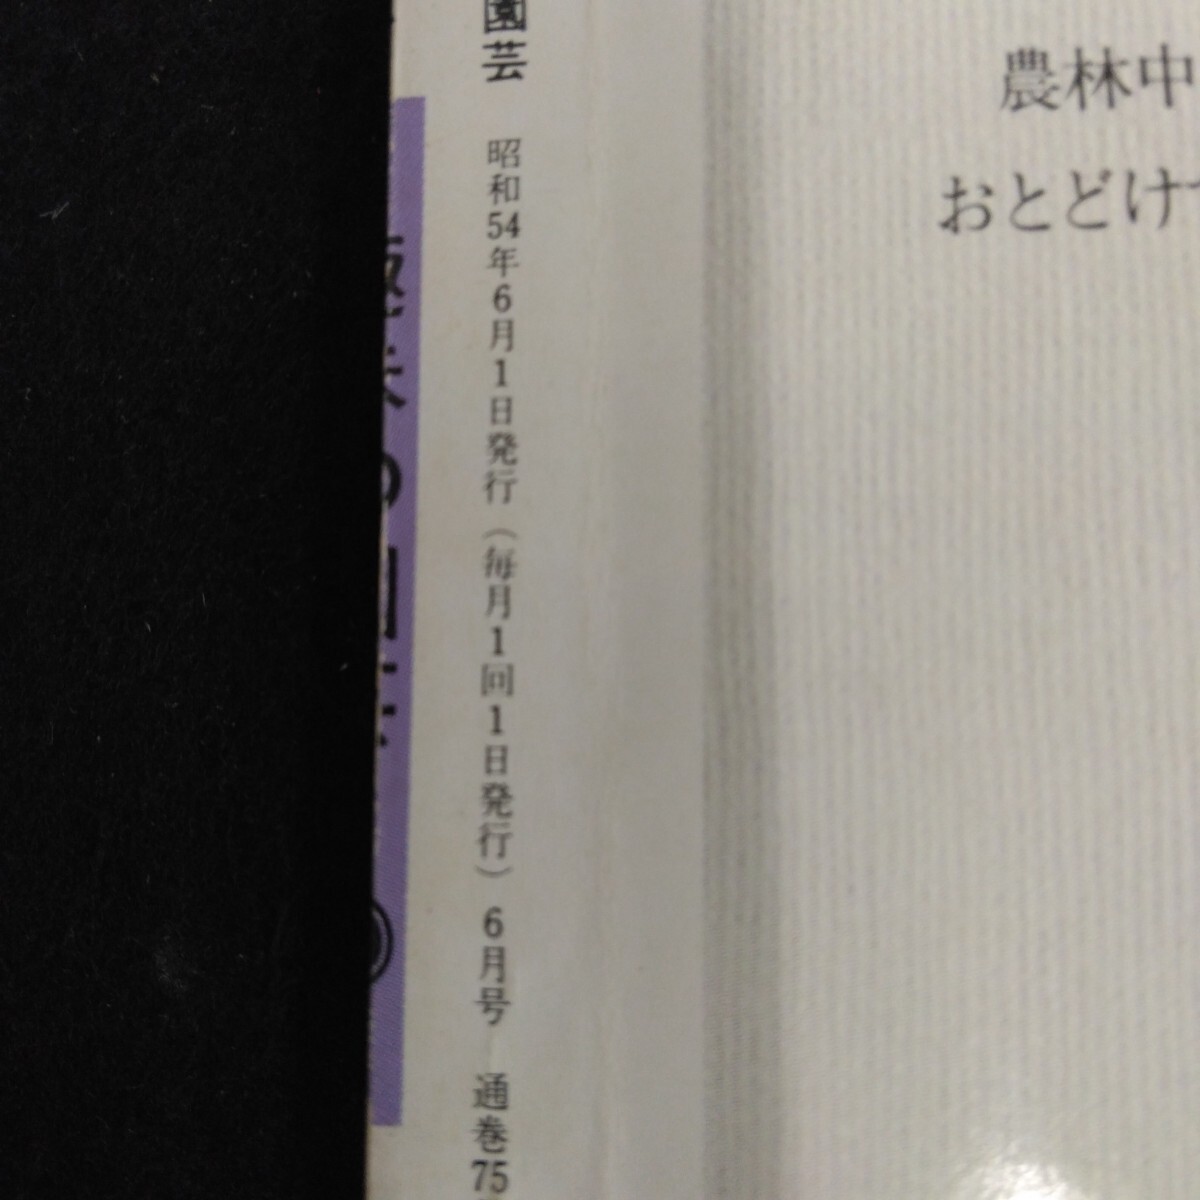 農林中
おとどけ
園芸 昭和54年6月1日発行(毎月1回1日発行) 6月号 通巻75
の